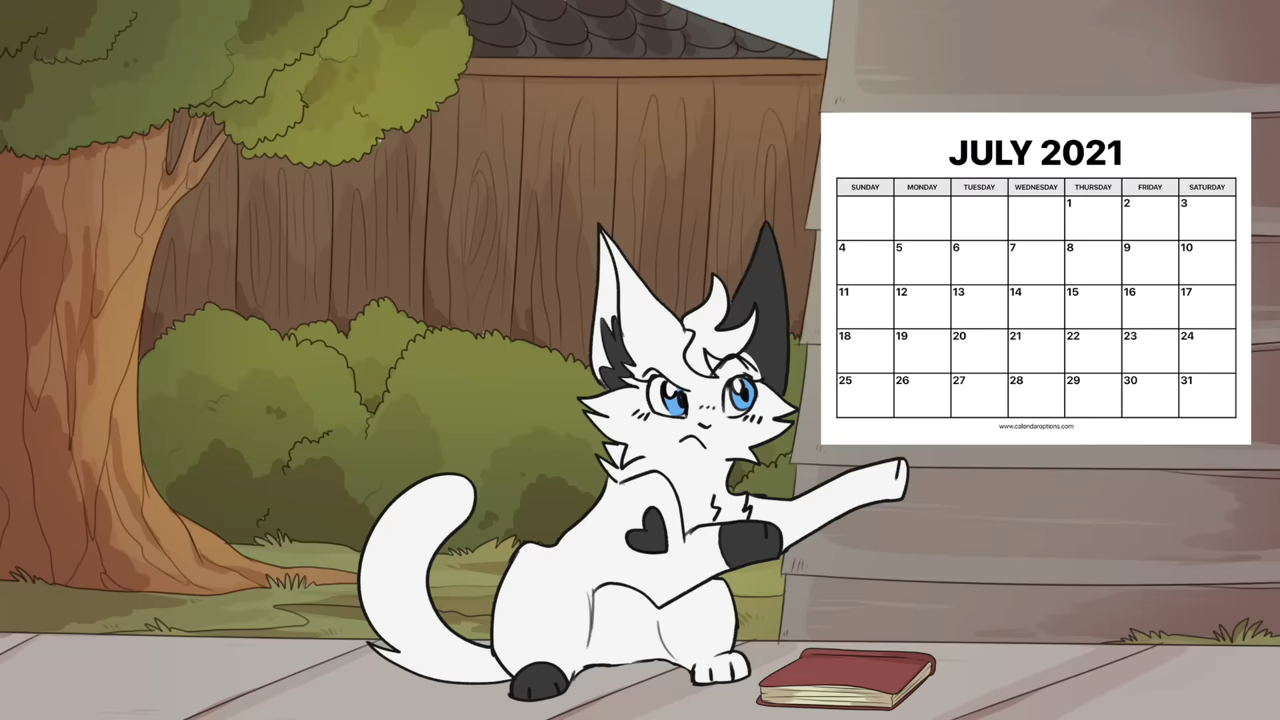 JULY 2021
SUNDAY MONDAY TUESDAY WEDNESDAY THURSDAY FRIDAY SATURDAY
1 2 3
4 5 6 7 8 9 10
11 12 13 14 15 16 17
18 19 20 21 22 23 24
25 26 27 28 29 30 31
www.calendaroptions.com